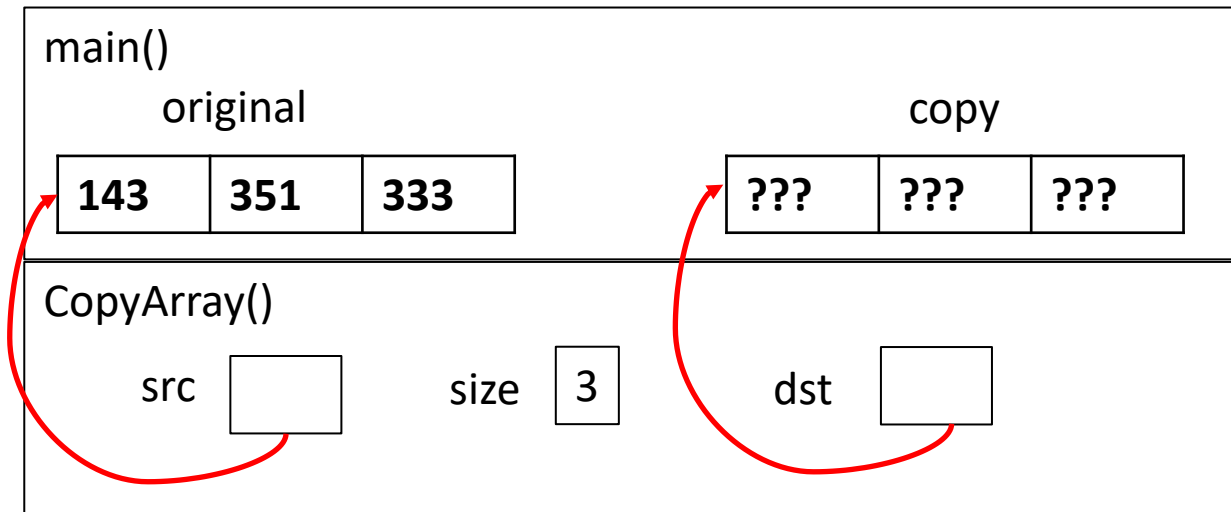 main()
original copy
143 351 333 ??? ??? ???
CopyArray()
src size 3 dst